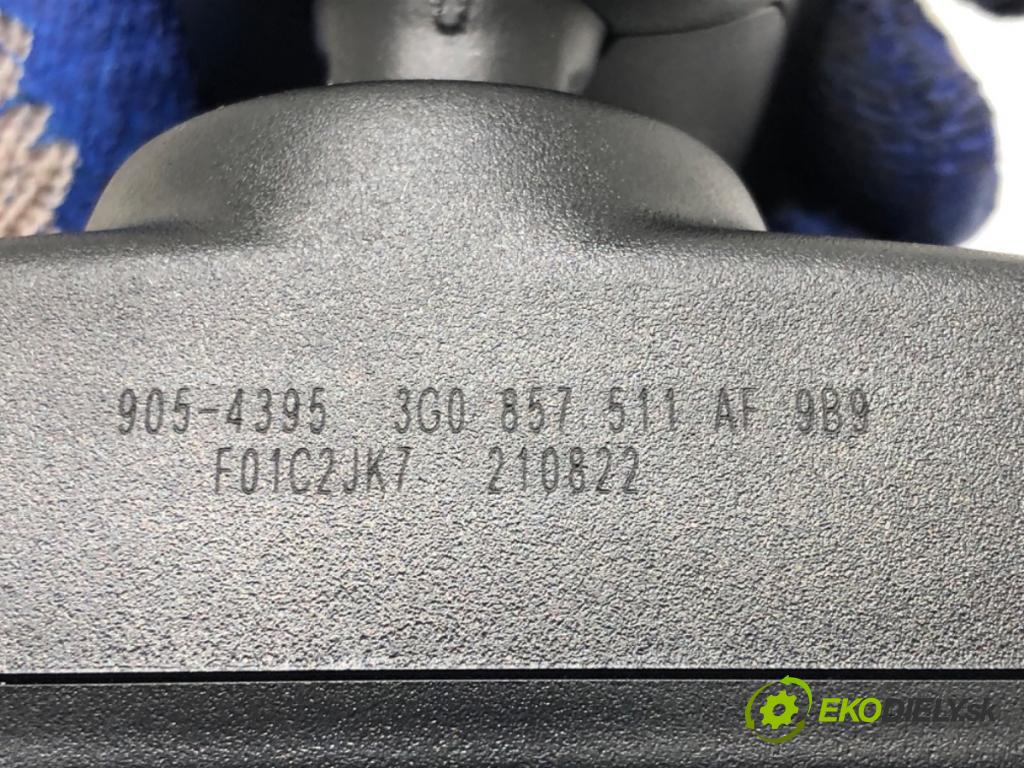 905-4395 3G0 857 511 AF 9B9
F01C2JK7 210822
EKODIELY.SK